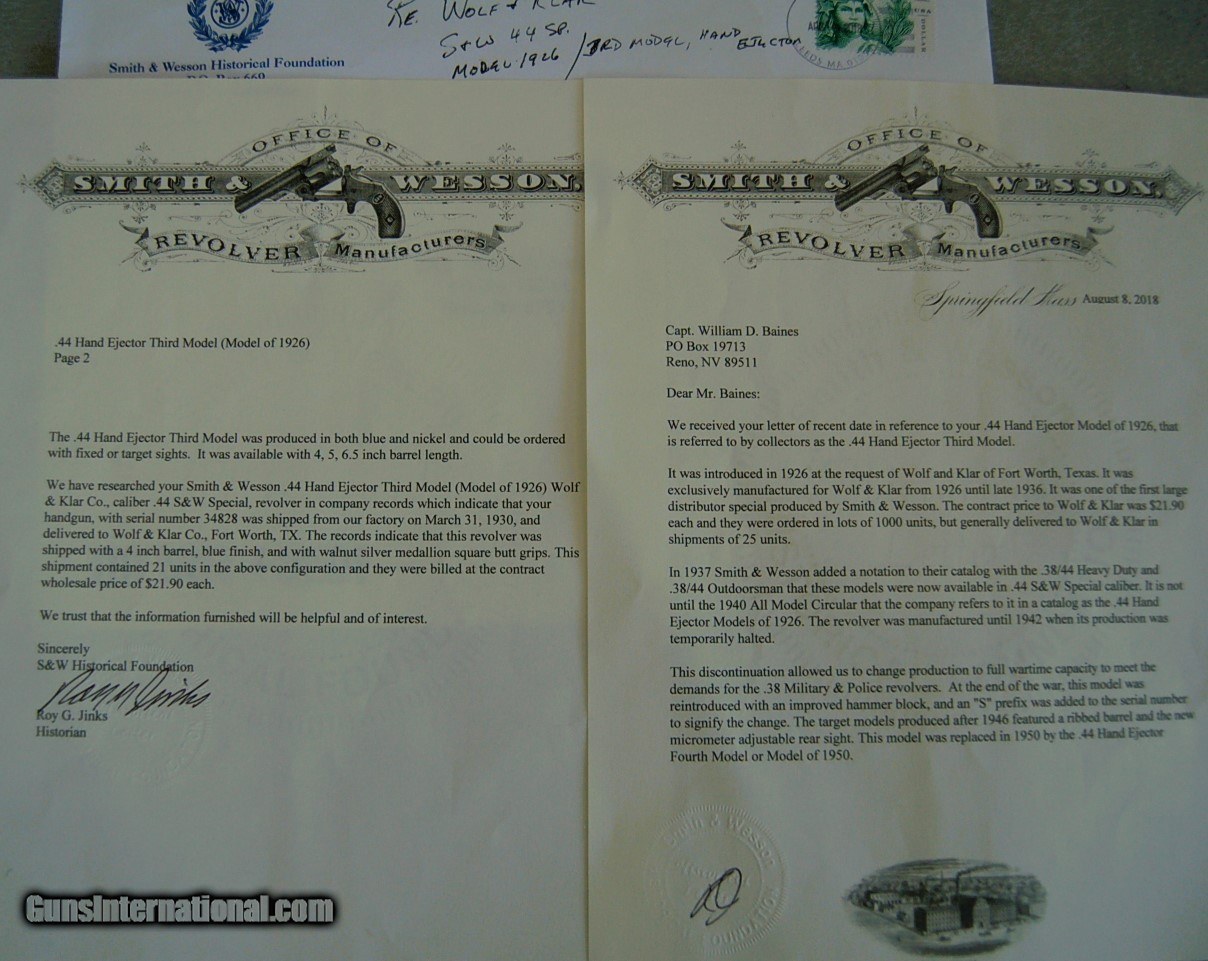 Smith & Wesson Historical Foundation
RE. WOLF & KLAR
S&W 44 SP.
MODEL 1926 / 3RD MODEL, HAND EJECTOR
OFFICE OF
SMITH & WESSON,
REVOLVER Manufacturers
.44 Hand Ejector Third Model (Model of 1926)
Page 2
The .44 Hand Ejector Third Model was produced in both blue and nickel and could be ordered
with fixed or target sights. It was available with 4, 5, 6.5 inch barrel length.
We have researched your Smith & Wesson .44 Hand Ejector Third Model (Model of 1926) Wolf
& Klar Co., caliber .44 S&W Special, revolver in company records which indicate that your
handgun, with serial number 34828 was shipped from our factory on March 31, 1930, and
delivered to Wolf & Klar Co., Fort Worth, TX. The records indicate that this revolver was
shipped with a 4 inch barrel, blue finish, and with walnut silver medallion square butt grips. This
shipment contained 21 units in the above configuration and they were billed at the contract
wholesale price of $21.90 each.
We trust that the information furnished will be helpful and of interest.
Sincerely
S&W Historical Foundation
Roy G. Jinks
Roy G. Jinks
Historian
OFFICE OF
SMITH & WESSON,
REVOLVER Manufacturers
Springfield Mass August 8, 2018
Capt. William D. Baines
PO Box 19713
Reno, NV 89511
Dear Mr. Baines:
We received your letter of recent date in reference to your .44 Hand Ejector Model of 1926, that
is referred to by collectors as the .44 Hand Ejector Third Model.
It was introduced in 1926 at the request of Wolf and Klar of Fort Worth, Texas. It was
exclusively manufactured for Wolf & Klar from 1926 until late 1936. It was one of the first large
distributor special produced by Smith & Wesson. The contract price to Wolf & Klar was $21.90
each and they were ordered in lots of 1000 units, but generally delivered to Wolf & Klar in
shipments of 25 units.
In 1937 Smith & Wesson added a notation to their catalog with the .38/44 Heavy Duty and
.38/44 Outdoorsman that these models were now available in .44 S&W Special caliber. It is not
until the 1940 All Model Circular that the company refers to it in a catalog as the .44 Hand
Ejector Models of 1926. The revolver was manufactured until 1942 when its production was
temporarily halted.
This discontinuation allowed us to change production to full wartime capacity to meet the
demands for the .38 Military & Police revolvers. At the end of the war, this model was
reintroduced with an improved hammer block, and an "S" prefix was added to the serial number
to signify the change. The target models produced after 1946 featured a ribbed barrel and the new
micrometer adjustable rear sight. This model was replaced in 1950 by the .44 Hand Ejector
Fourth Model or Model of 1950.
Smith & Wesson
GunsInternational.com